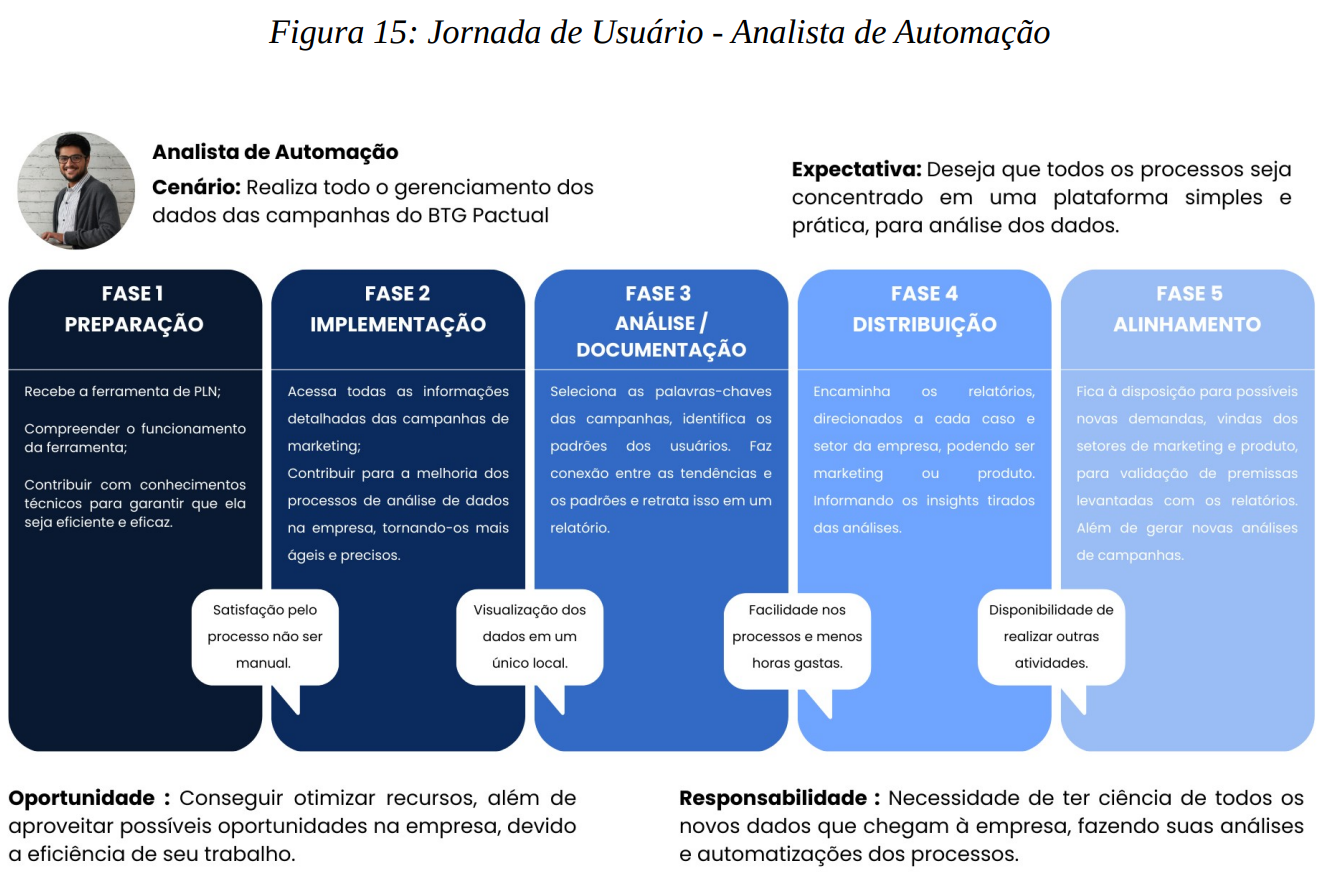 Figura 15: Jornada de Usuário - Analista de Automação
Analista de Automação
Cenário: Realiza todo o gerenciamento dos
dados das campanhas do BTG Pactual
Expectativa: Deseja que todos os processos seja
concentrado em uma plataforma simples e
prática, para análise dos dados.
FASE 1
PREPARAÇÃO
Recebe a ferramenta de PLN;
Compreender o funcionamento
da ferramenta;
Contribuir com conhecimentos
técnicos para garantir que ela
seja eficiente e eficaz.
Satisfação pelo
processo não ser
manual.
FASE 2
IMPLEMENTAÇÃO
Acessa todas as informações
detalhadas das campanhas de
marketing;
Contribuir para a melhoria dos
processos de análise de dados
na empresa, tornando-os mais
ágeis e precisos.
Visualização dos
dados em um
único local.
FASE 3
ANÁLISE /
DOCUMENTAÇÃO
Seleciona as palavras-chaves
das campanhas, identifica os
padrões dos usuários. Faz
conexão entre as tendências e
os padrões e retrata isso em um
relatório.
Facilidade nos
processos e menos
horas gastas.
FASE 4
DISTRIBUIÇÃO
Encaminha os relatórios,
direcionados a cada caso e
setor da empresa, podendo ser
marketing ou produto.
Informando os insights tirados
das análises.
Disponibilidade de
realizar outras
atividades.
FASE 5
ALINHAMENTO
Fica à disposição para possíveis
novas demandas, vindas dos
setores de marketing e produto,
para validação de premissas
levantadas com os relatórios.
Além de gerar novas análises
de campanhas.
Oportunidade : Conseguir otimizar recursos, além de
aproveitar possíveis oportunidades na empresa, devido
a eficiência de seu trabalho.
Responsabilidade : Necessidade de ter ciência de todos os
novos dados que chegam à empresa, fazendo suas análises
e automatizações dos processos.